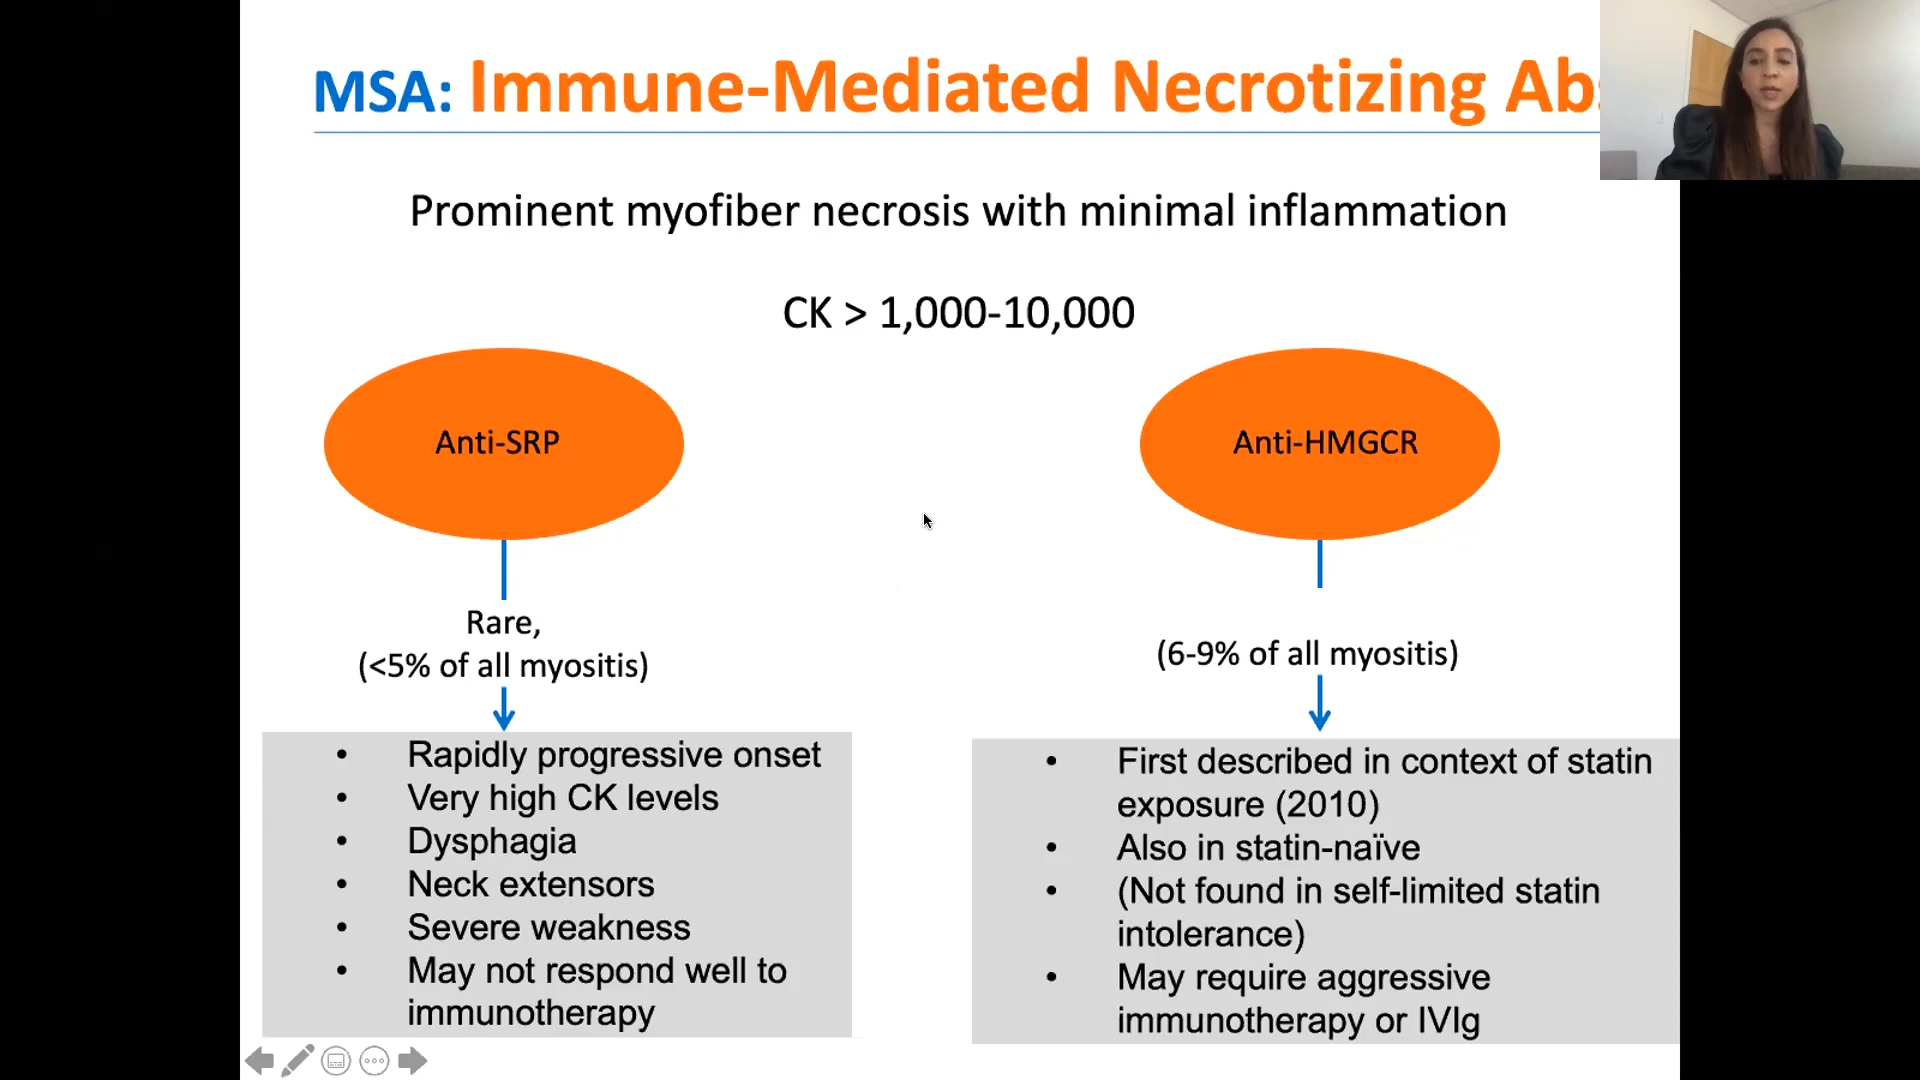 MSA: Immune-Mediated Necrotizing
Prominent myofiber necrosis with minimal inflammation
CK > 1,000-10,000
Anti-SRP
Anti-HMGCR
Rare,
(<5% of all myositis)
(6-9% of all myositis)
• Rapidly progressive onset
• Very high CK levels
• Dysphagia
• Neck extensors
• Severe weakness
• May not respond well to
immunotherapy
• First described in context of statin
exposure (2010)
• Also in statin-naïve
• (Not found in self-limited statin
intolerance)
• May require aggressive
immunotherapy or IVIg